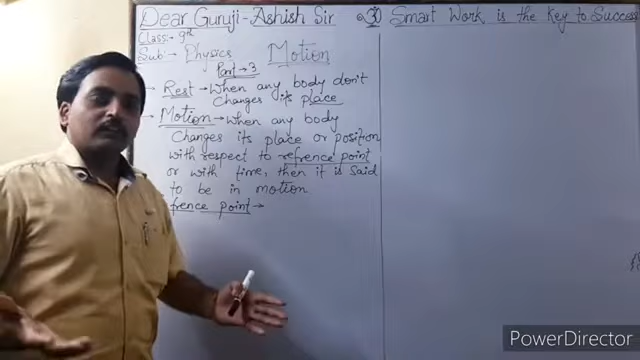 Dear Guruji - Ashish Sir ③ Smart Work is the Key to Success
Class:- 9th
Sub:- Physics Motion
Part → 3
Rest → When any body don't
Changes its place
Motion → When any body
Changes its place or position
with respect to refrence point
or with time, then it is said
to be in motion
frence point →
PowerDirector